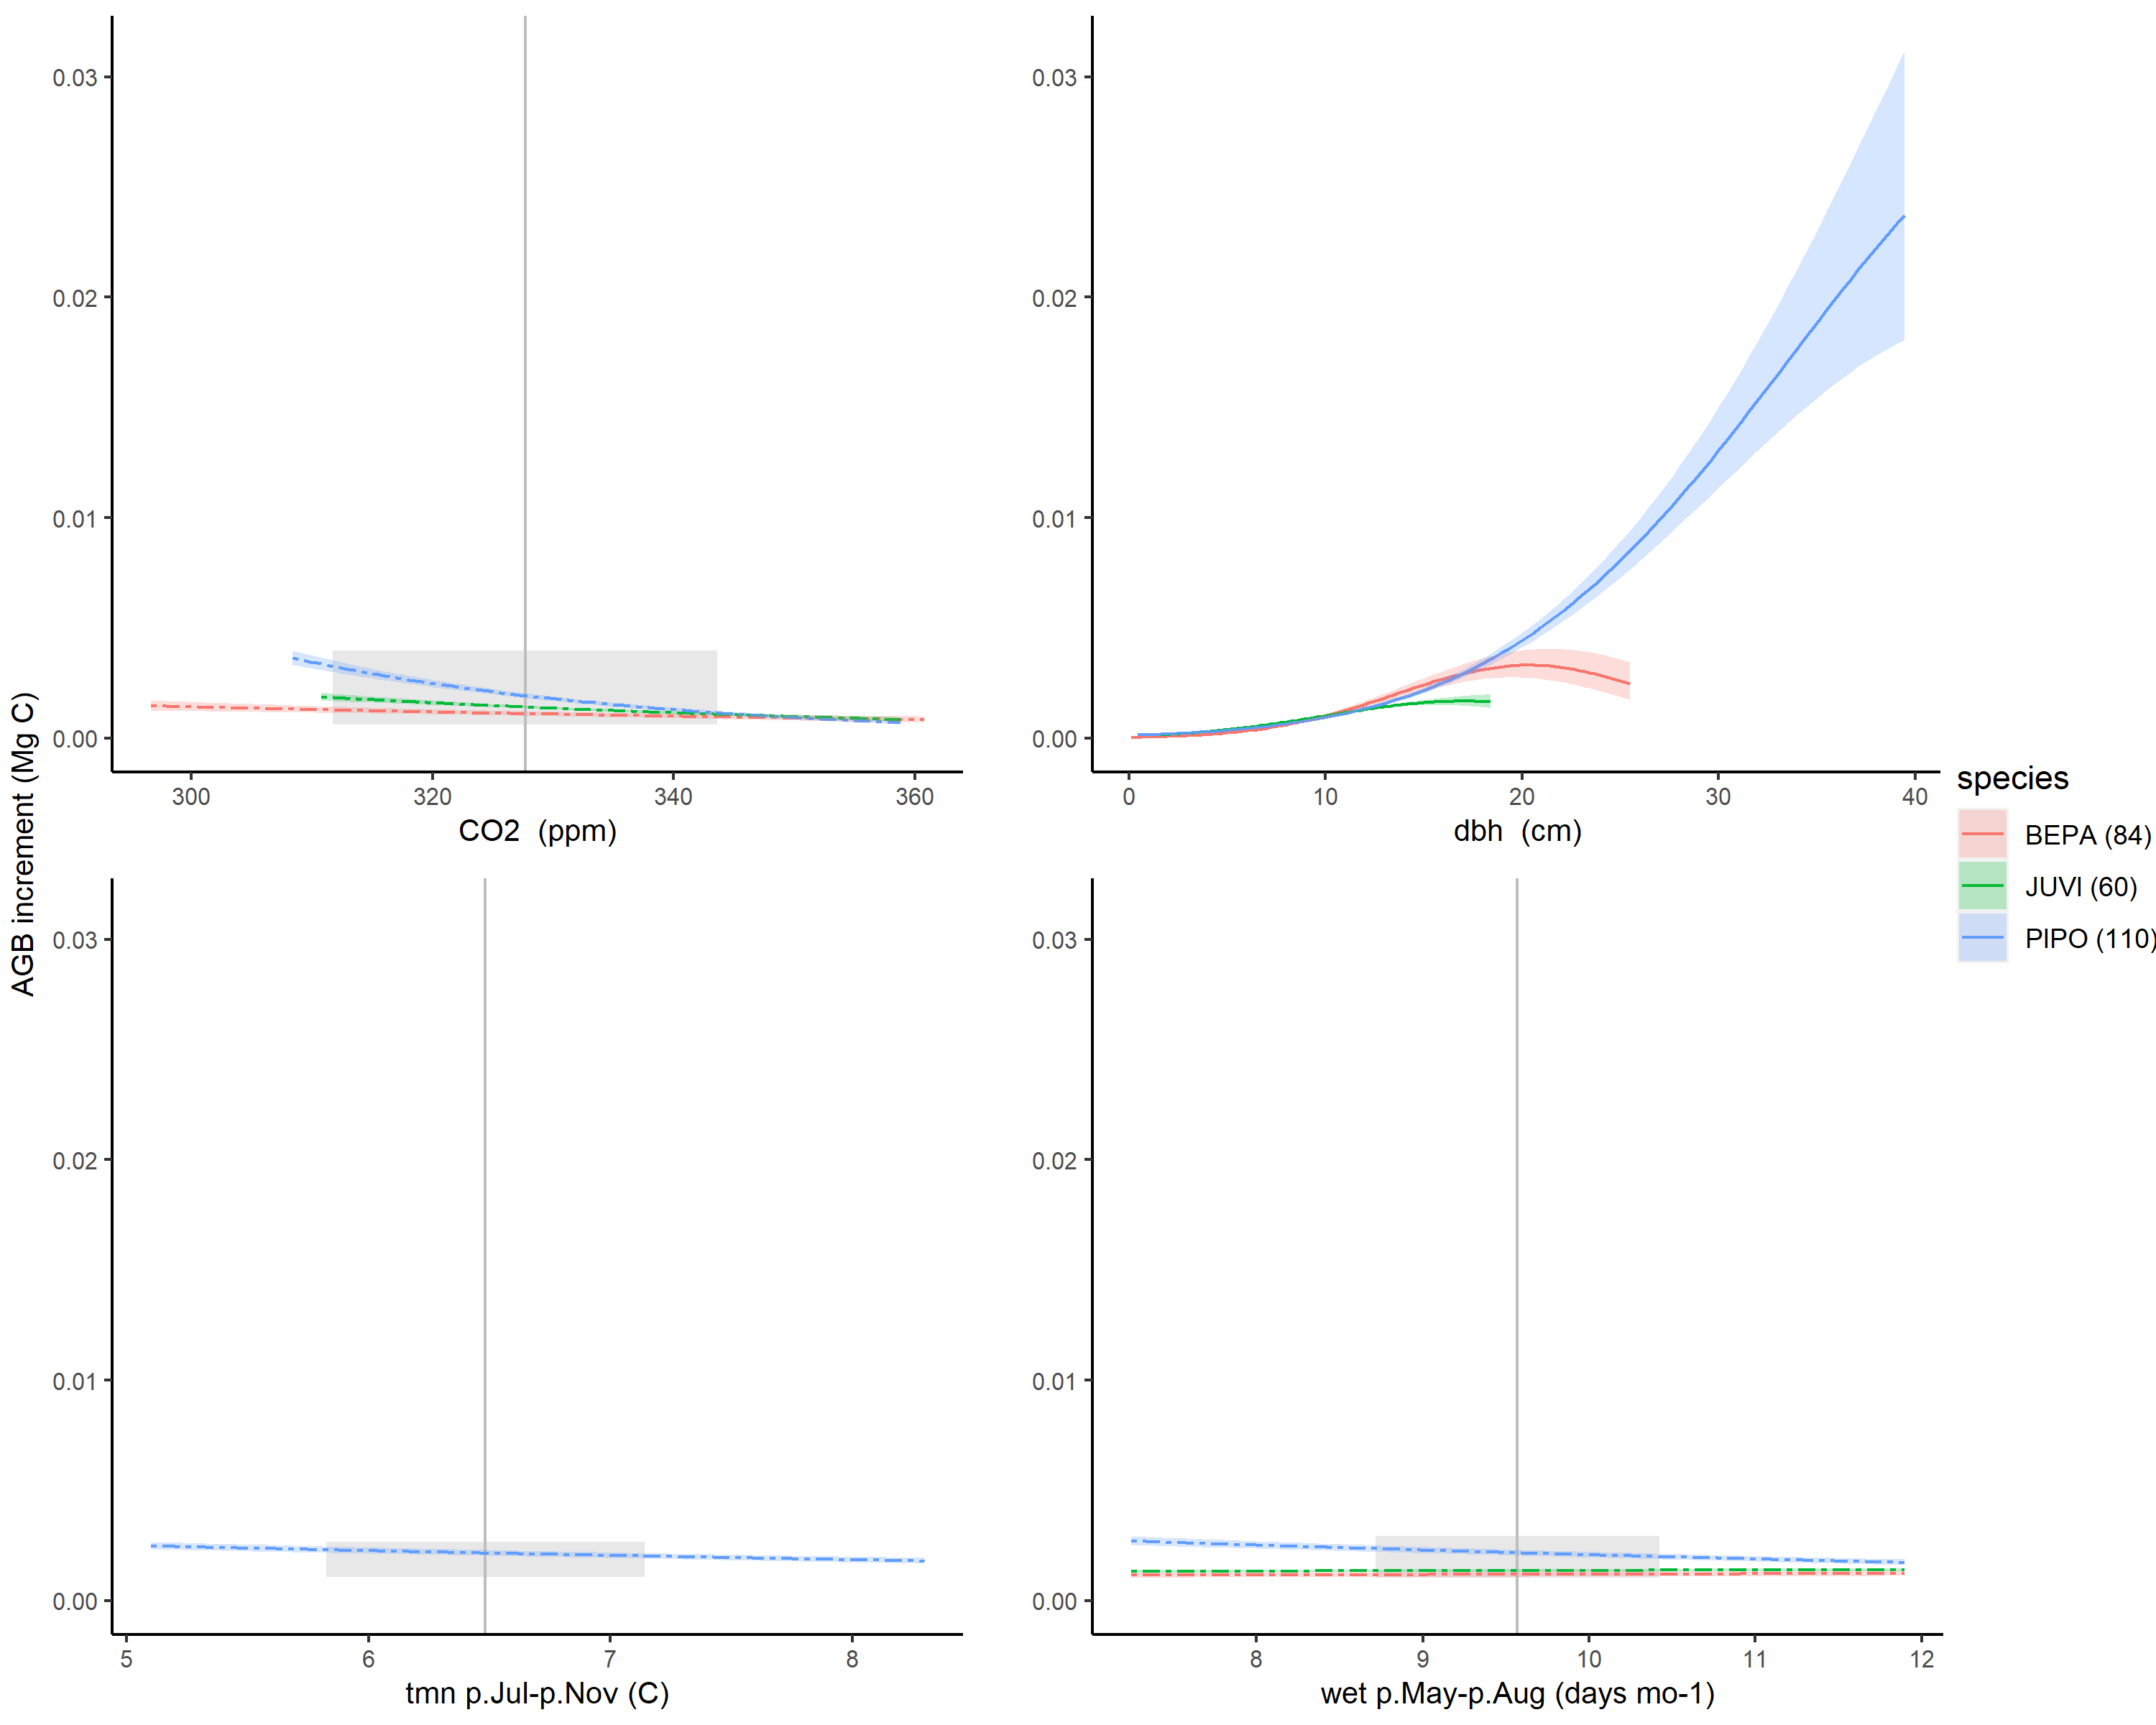 AGB increment (Mg C)
0.03
0.02
0.01
0.00
300 320 340 360
CO2 (ppm)
0.03
0.02
0.01
0.00
0 10 20 30 40
dbh (cm)
0.03
0.02
0.01
0.00
5 6 7 8
tmn p.Jul-p.Nov (C)
0.03
0.02
0.01
0.00
8 9 10 11 12
wet p.May-p.Aug (days mo-1)
species
BEPA (84)
JUVI (60)
PIPO (110)